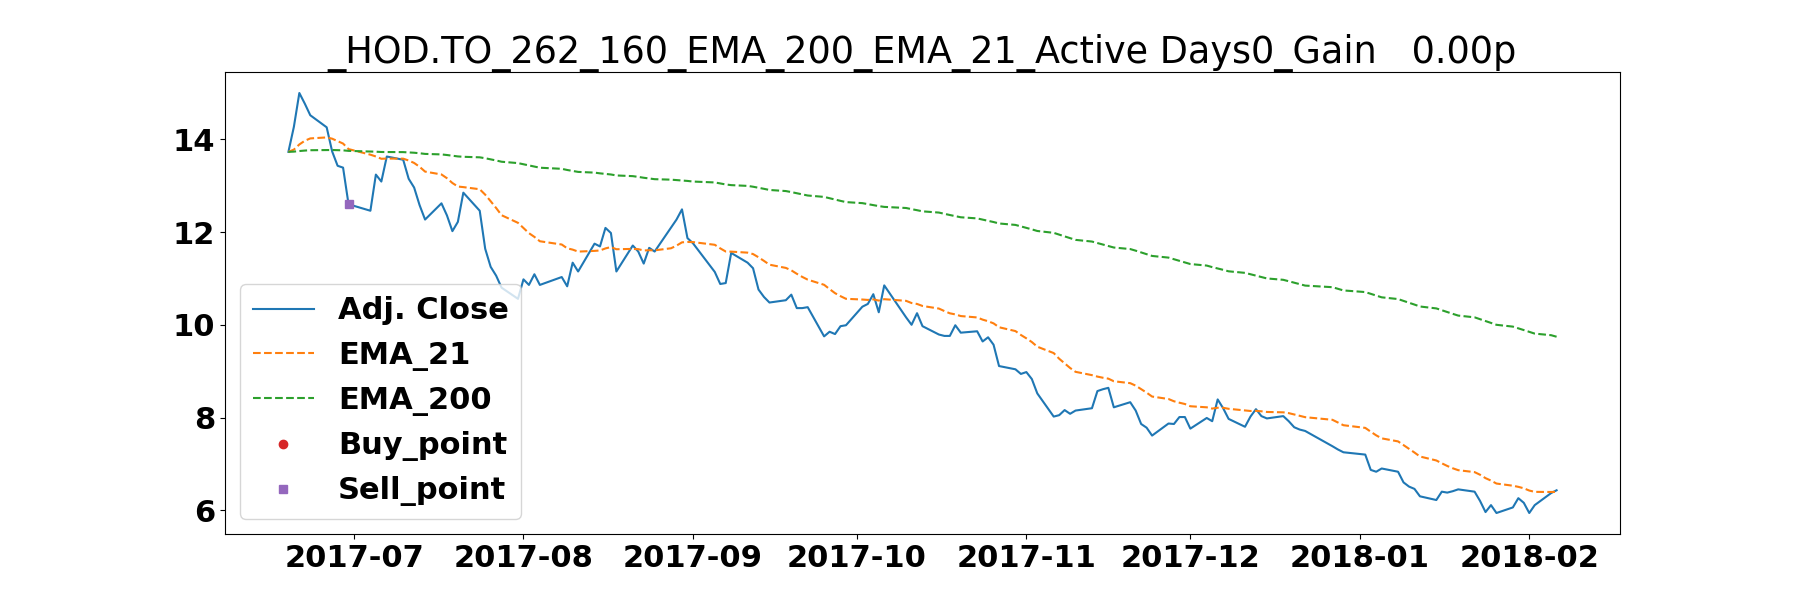 _HOD.TO_262_160_EMA_200_EMA_21_Active Days0_Gain   0.00p
14
12
10
8
6
Adj. Close
EMA_21
EMA_200
Buy_point
Sell_point
2017-07 2017-08 2017-09 2017-10 2017-11 2017-12 2018-01 2018-02